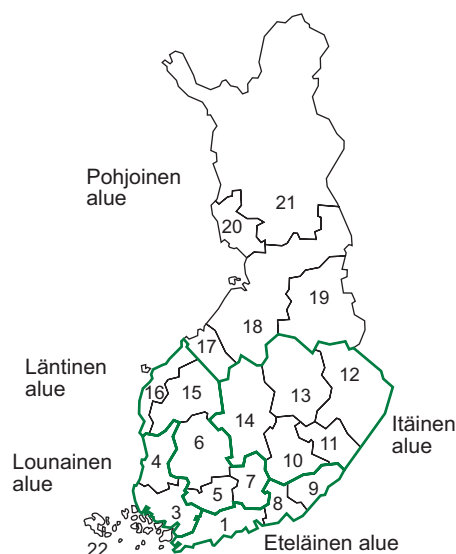 Pohjoinen
alue
21
20
19
18
17
Läntinen
alue
16
15
12
13
14
Itäinen
alue
Lounainen
alue
4
6
10
11
7
5
9
8
3
1
22
Eteläinen alue